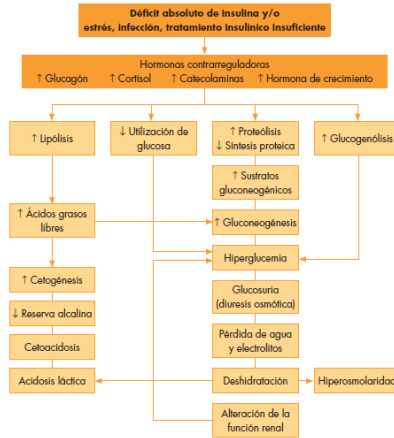 Déficit absoluto de insulina y/o
estrés, infección, tratamiento insulínico insuficiente
Hormonas contrarreguladoras
↑ Glucagón ↑ Cortisol ↑ Catecolaminas ↑ Hormona de crecimiento
↑ Lipólisis
↓ Utilización de
glucosa
↑ Proteólisis
↓ Síntesis proteica
↑ Glucogenólisis
↑ Sustratos
gluconeogénicos
↑ Ácidos grasos
libres
↑ Gluconeogénesis
Hiperglucemia
↑ Cetogénesis
Glucosuria
(diuresis osmótica)
↓ Reserva alcalina
Cetoacidosis
Pérdida de agua
y electrolitos
Acidosis láctica
Deshidratación
Hiperosmolaridad
Alteración de la
función renal